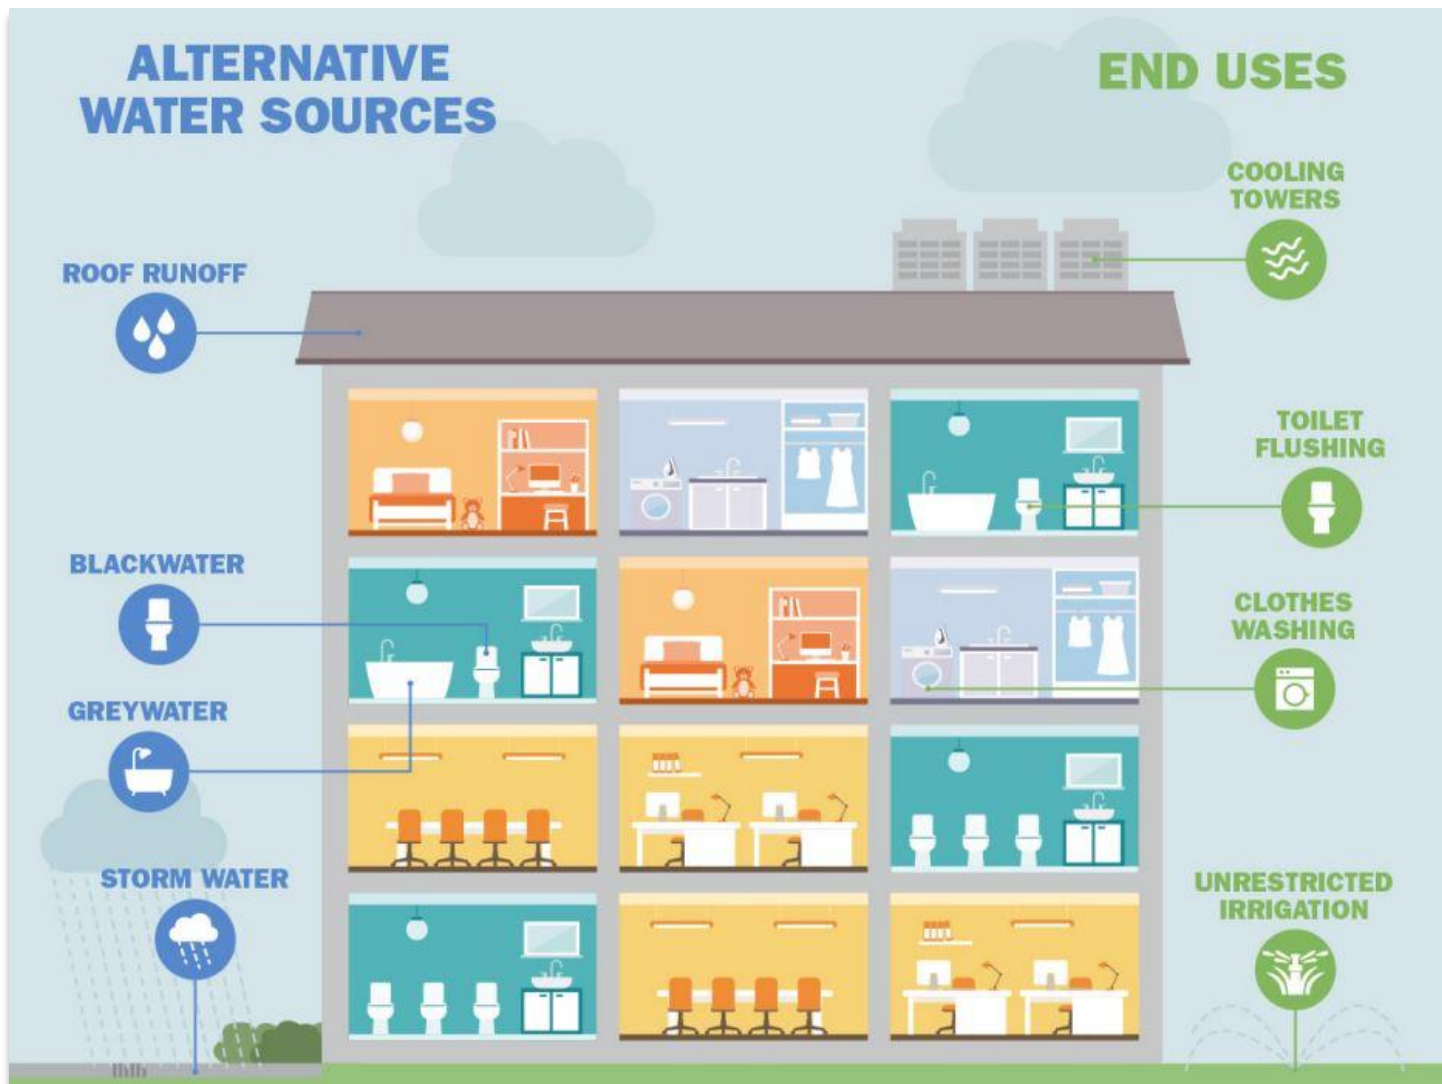 ALTERNATIVE
WATER SOURCES
END USES
COOLING
TOWERS
ROOF RUNOFF
TOILET
FLUSHING
BLACKWATER
CLOTHES
WASHING
GREYWATER
STORM WATER
UNRESTRICTED
IRRIGATION